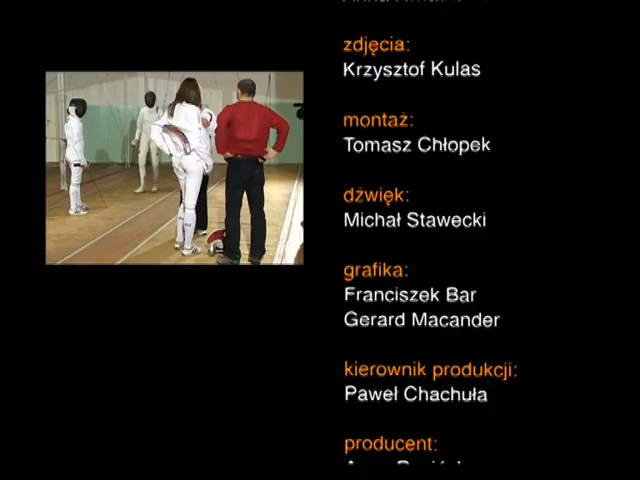 zdjęcia:
Krzysztof Kulas
montaż:
Tomasz Chłopek
dźwięk:
Michał Stawecki
grafika:
Franciszek Bar
Gerard Macander
kierownik produkcji:
Paweł Chachuła
producent: